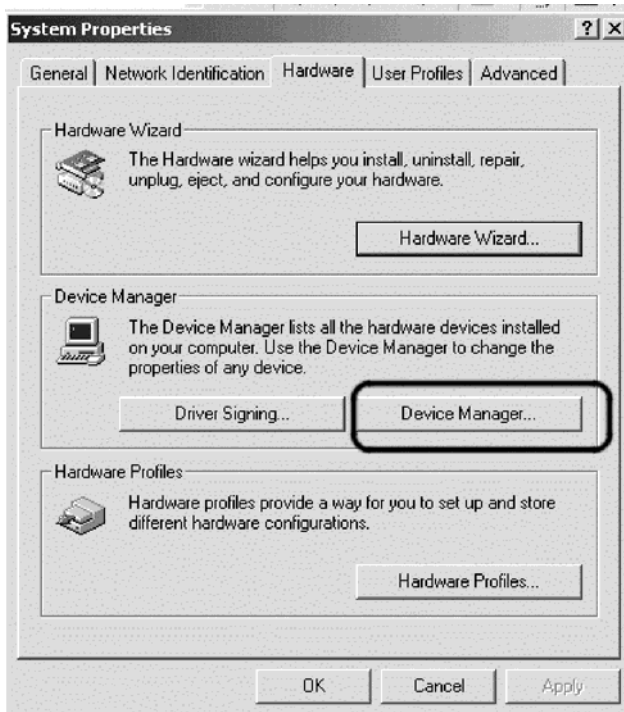 System Properties
General
Network Identification
Hardware
User Profiles
Advanced
Hardware Wizard
The Hardware wizard helps you install, uninstall, repair,
unplug, eject, and configure your hardware.
Hardware Wizard...
Device Manager
The Device Manager lists all the hardware devices installed
on your computer. Use the Device Manager to change the
properties of any device.
Driver Signing...
Device Manager...
Hardware Profiles
Hardware profiles provide a way for you to set up and store
different hardware configurations.
Hardware Profiles...
OK
Cancel
Apply